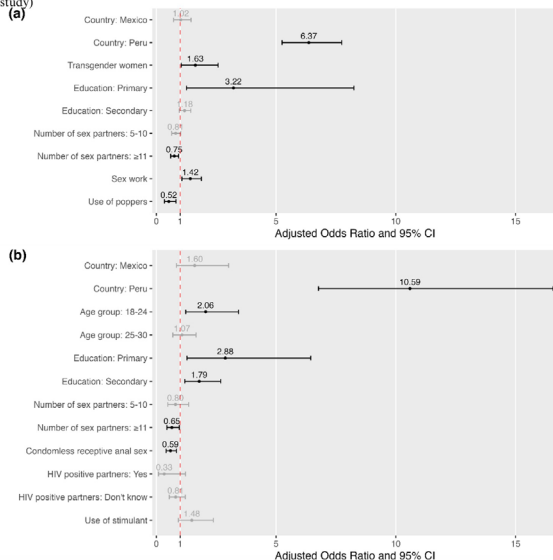 study)
(a)
Country: Mexico
1.02
Country: Peru
6.37
Transgender women
1.63
Education: Primary
3.22
Education: Secondary
1.18
Number of sex partners: 5-10
Number of sex partners: ≥11
0.75
Sex work
1.42
Use of poppers
0.52
0 1 5 10 15
Adjusted Odds Ratio and 95% CI
(b)
Country: Mexico
1.60
Country: Peru
10.59
Age group: 18-24
2.06
Age group: 25-30
1.07
Education: Primary
2.88
Education: Secondary
1.79
Number of sex partners: 5-10
Number of sex partners: ≥11
0.65
Condomless receptive anal sex
0.59
HIV positive partners: Yes
0.33
HIV positive partners: Don't know
Use of stimulant
1.48
0 1 5 10 15
Adjusted Odds Ratio and 95% CI